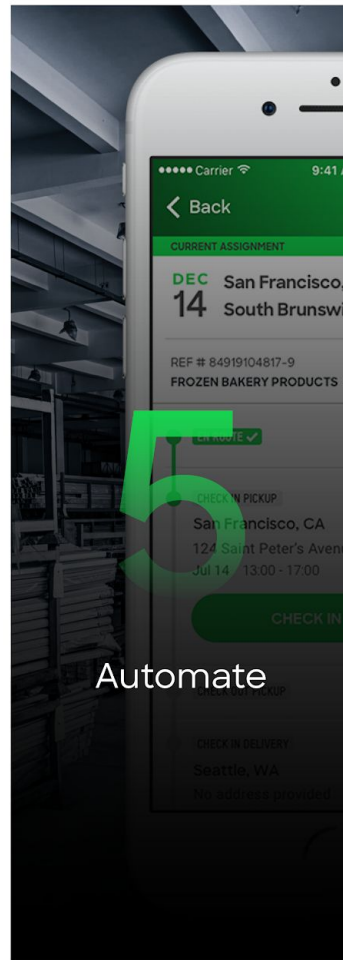 Carrier
9:41
Back
CURRENT ASSIGNMENT
DEC
14
San Francisco,
South Brunswi
REF # 84919104817-9
FROZEN BAKERY PRODUCTS
EN ROUTE
CHECK IN PICKUP
San Francisco, CA
124 Saint Peter's Avenu
Jul 14 13:00 - 17:00
CHECK IN
5
Automate
CHECK OUT PICKUP
CHECK IN DELIVERY
Seattle, WA
No address provided